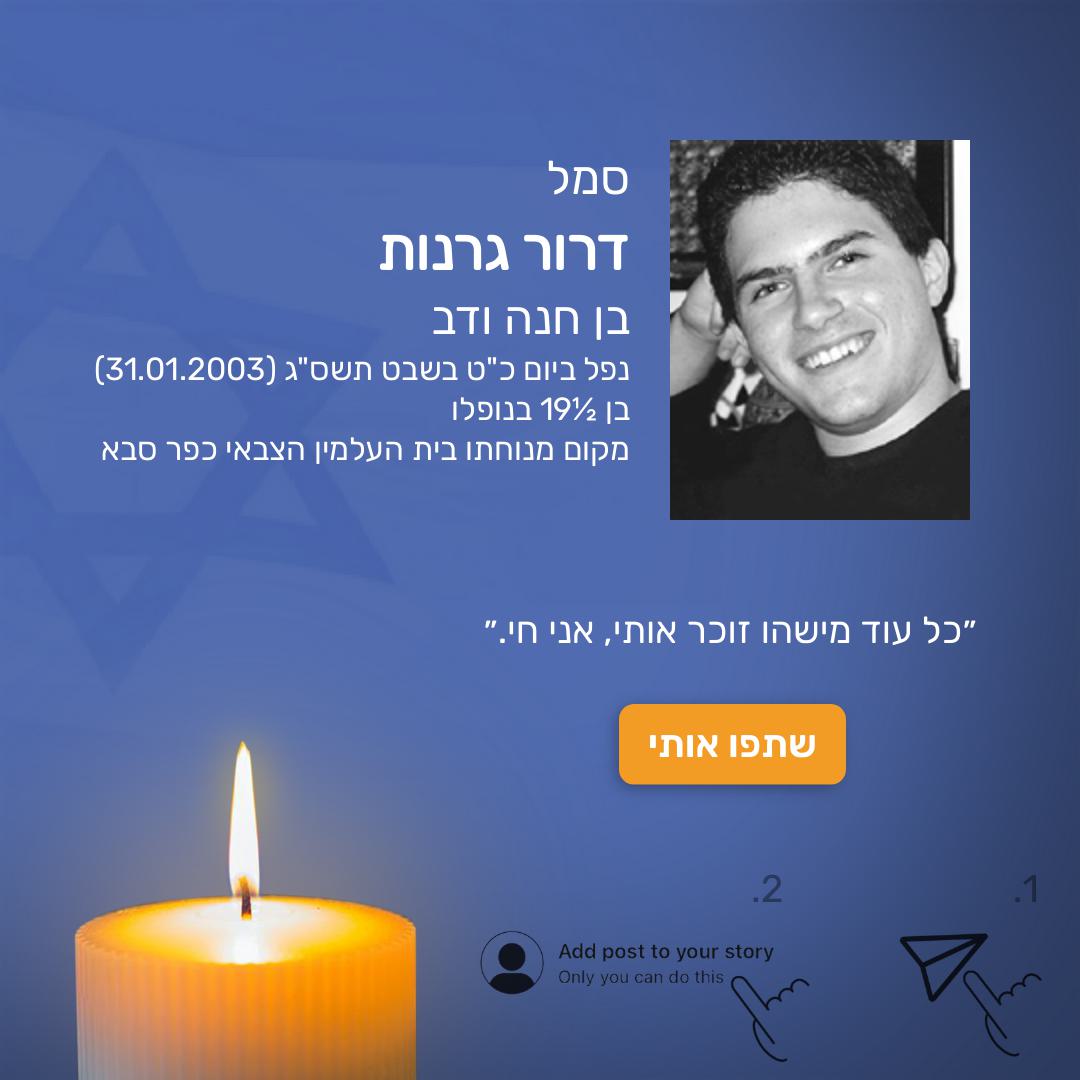 סמל
דרור גרנות
בן חנה ודב
נפל ביום כ"ט בשבט תשס"ג (31.01.2003)
בן 19½ בנופלו
מקום מנוחתו בית העלמין הצבאי כפר סבא
״כל עוד מישהו זוכר אותי, אני חי.״
שתפו אותי
.1
.2
Add post to your story
Only you can do this